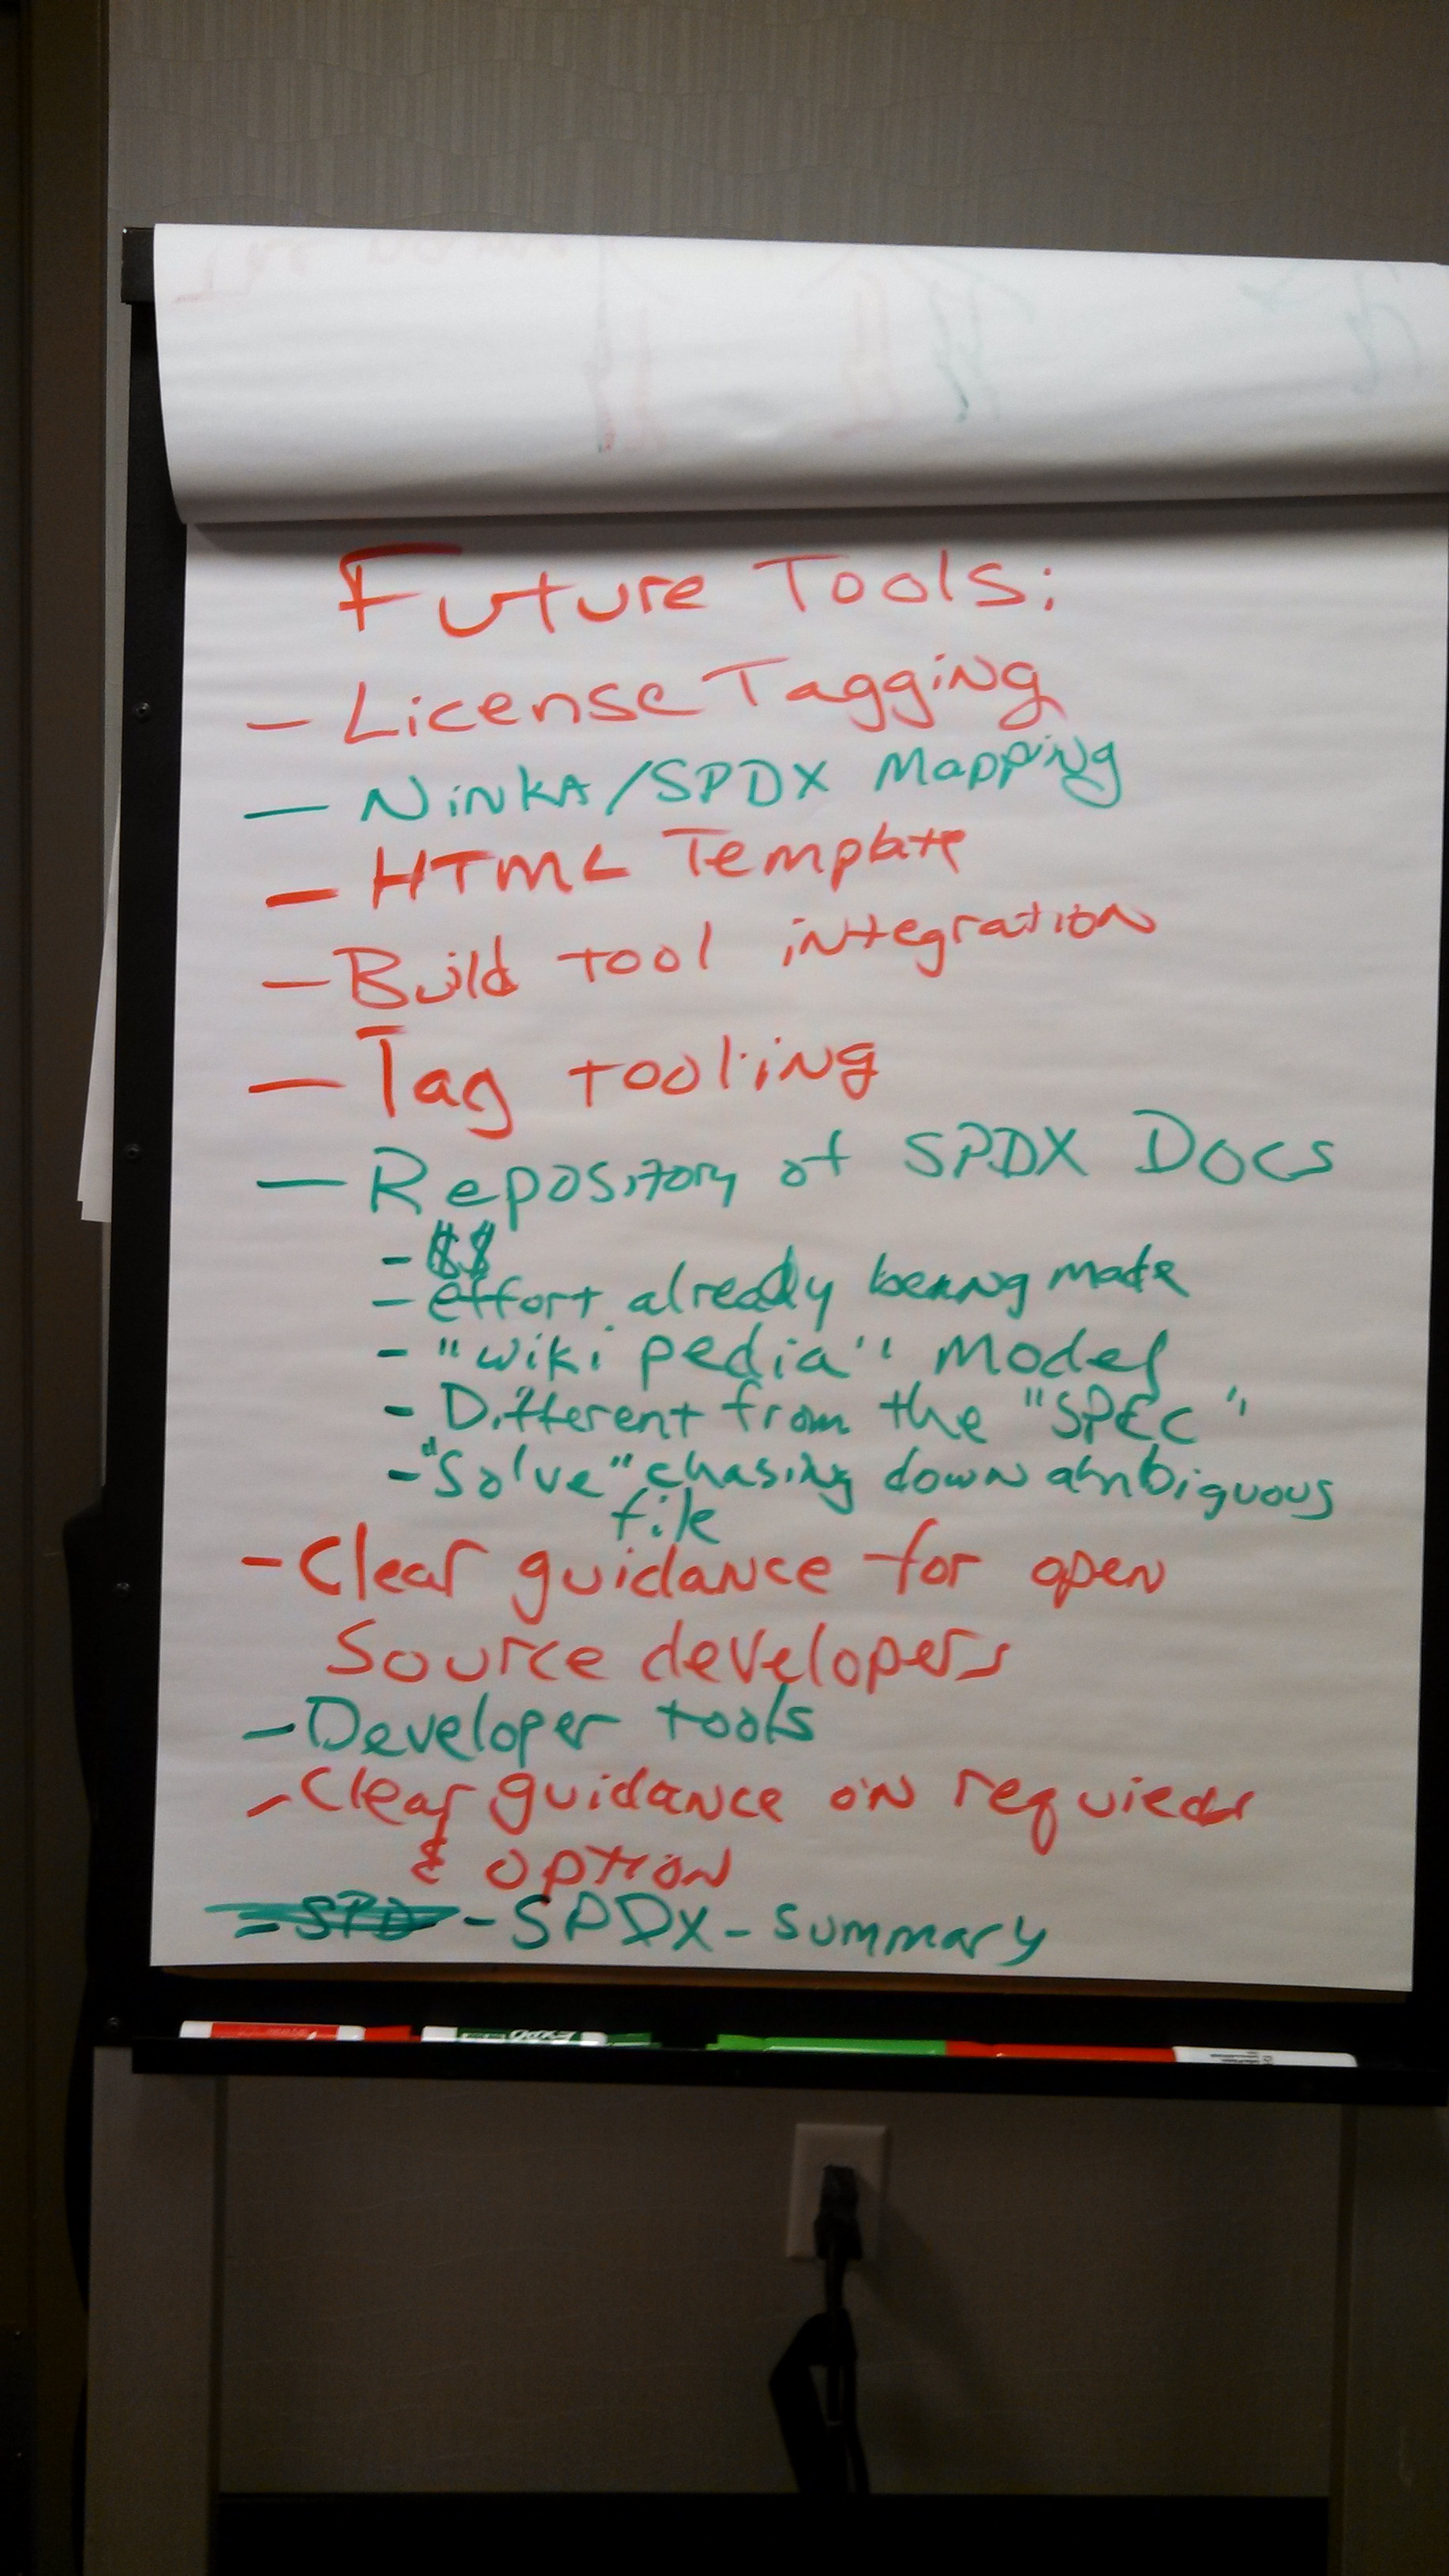 Future Tools:
- License Tagging
- Ninka/SPDX Mapping
- HTML Template
- Build tool integration
- Tag tooling
- Repository of SPDX Docs
- $$
- effort already being made
- "wiki pedia" Model
- Different from the "SPEC"
- "Solve" chasing down ambiguous
file
- Clear guidance for open
Source developers
- Developer tools
- Clear guidance on required
& option
- SPD - SPDX - Summary
EXPO